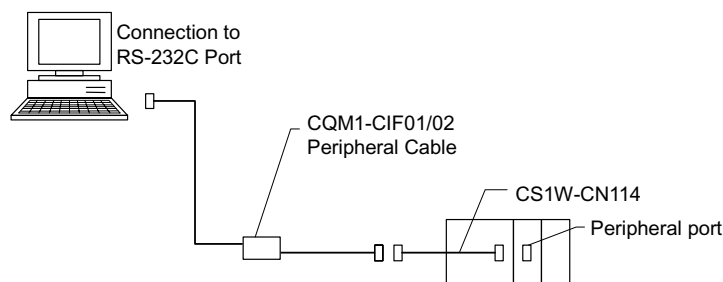 Connection to
RS-232C Port
CQM1-CIF01/02
Peripheral Cable
CS1W-CN114
Peripheral port